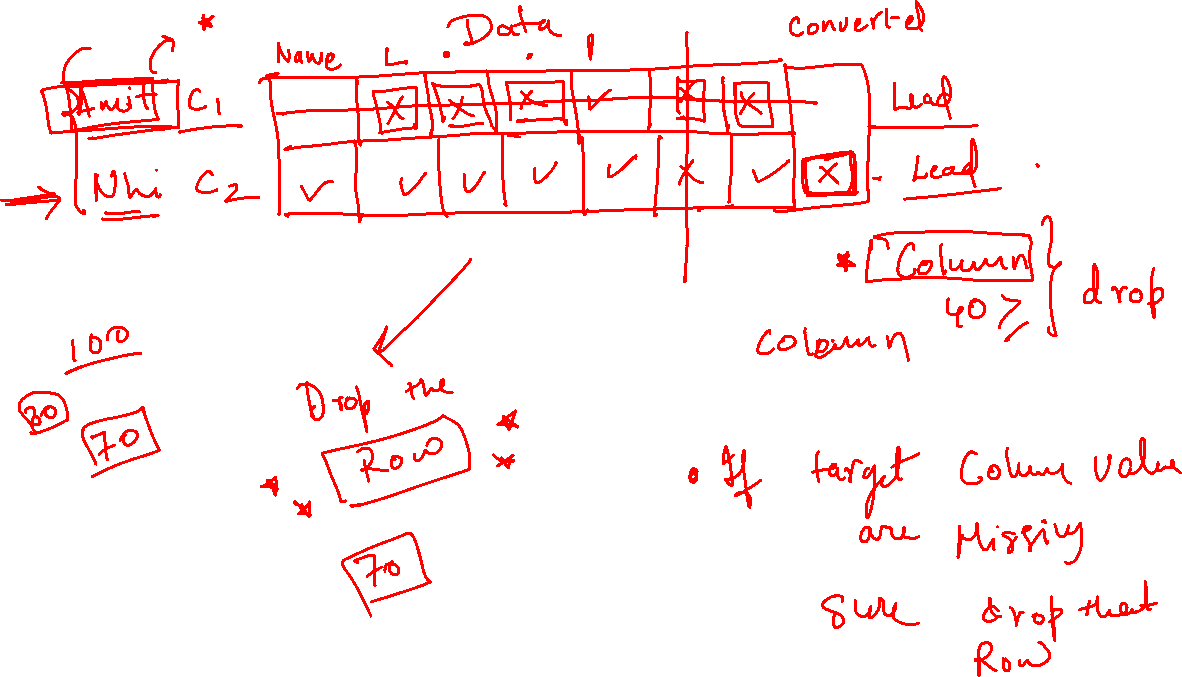 Data
Converted
Name L
Amit C1
Lead
Nhi C2
Lead
Column
40 ≥
drop
Column
100
30
70
Drop the
Row
70
If target Column value
are Missing
Sure drop that
Row